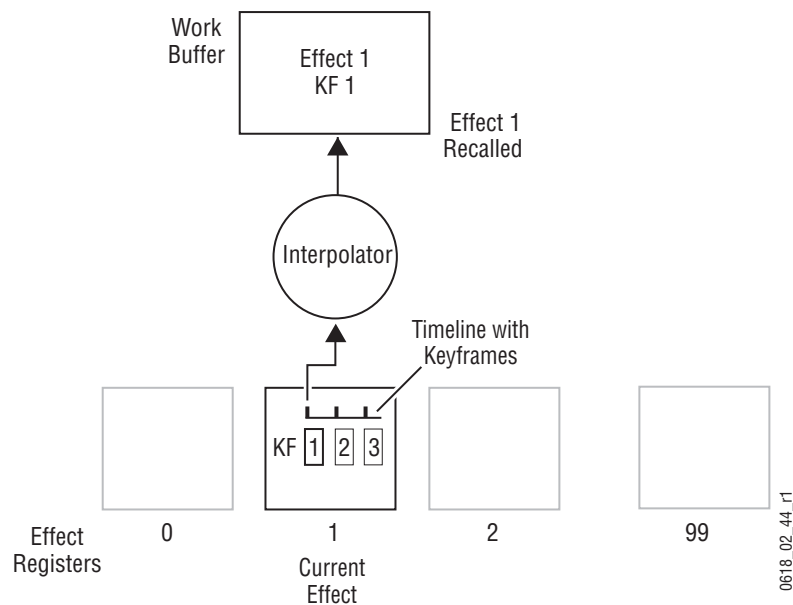 Work
Buffer
Effect 1
KF 1
Effect 1
Recalled
Interpolator
Timeline with
Keyframes
KF 1 2 3
Effect
Registers
0
1
2
99
Current
Effect
0618_02_44_r1